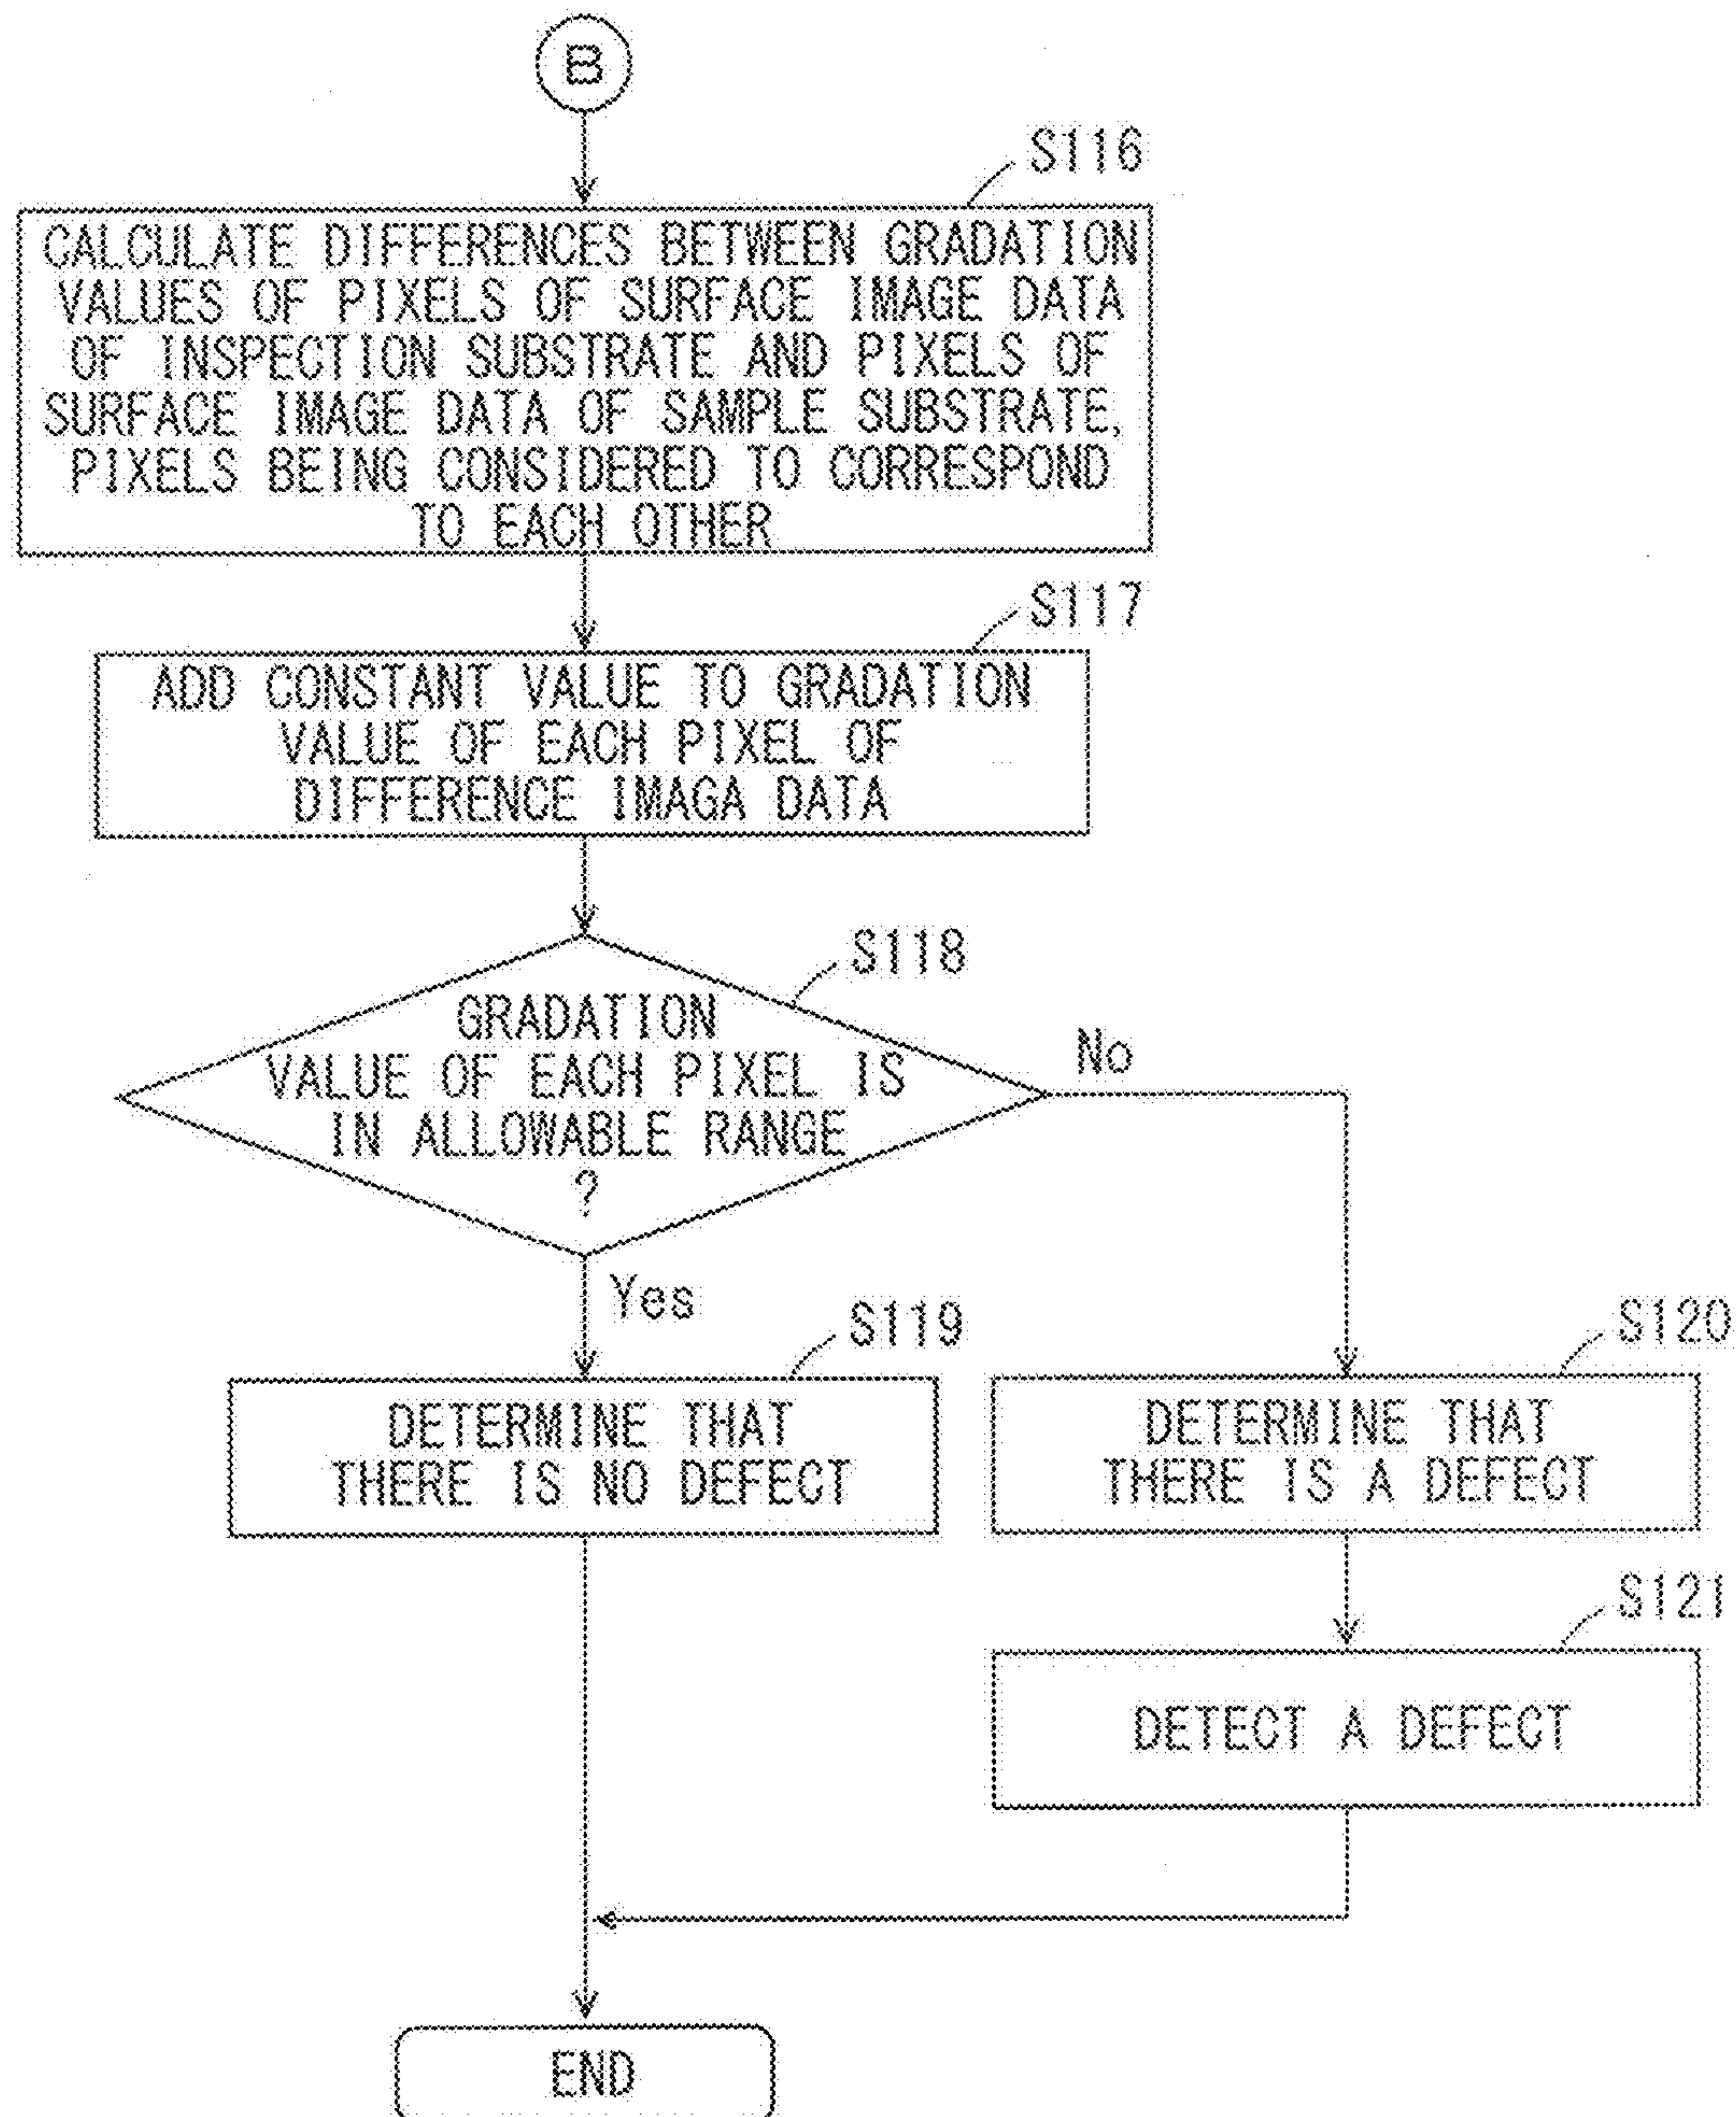 B
S116
CALCULATE DIFFERENCES BETWEEN GRADATION
VALUES OF PIXELS OF SURFACE IMAGE DATA
OF INSPECTION SUBSTRATE AND PIXELS OF
SURFACE IMAGE DATA OF SAMPLE SUBSTRATE,
PIXELS BEING CONSIDERED TO CORRESPOND
TO EACH OTHER
S117
ADD CONSTANT VALUE TO GRADATION
VALUE OF EACH PIXEL OF
DIFFERENCE IMAGA DATA
S118
GRADATION
VALUE OF EACH PIXEL IS
IN ALLOWABLE RANGE
?
No
Yes
S119
DETERMINE THAT
THERE IS NO DEFECT
S120
DETERMINE THAT
THERE IS A DEFECT
S121
DETECT A DEFECT
END